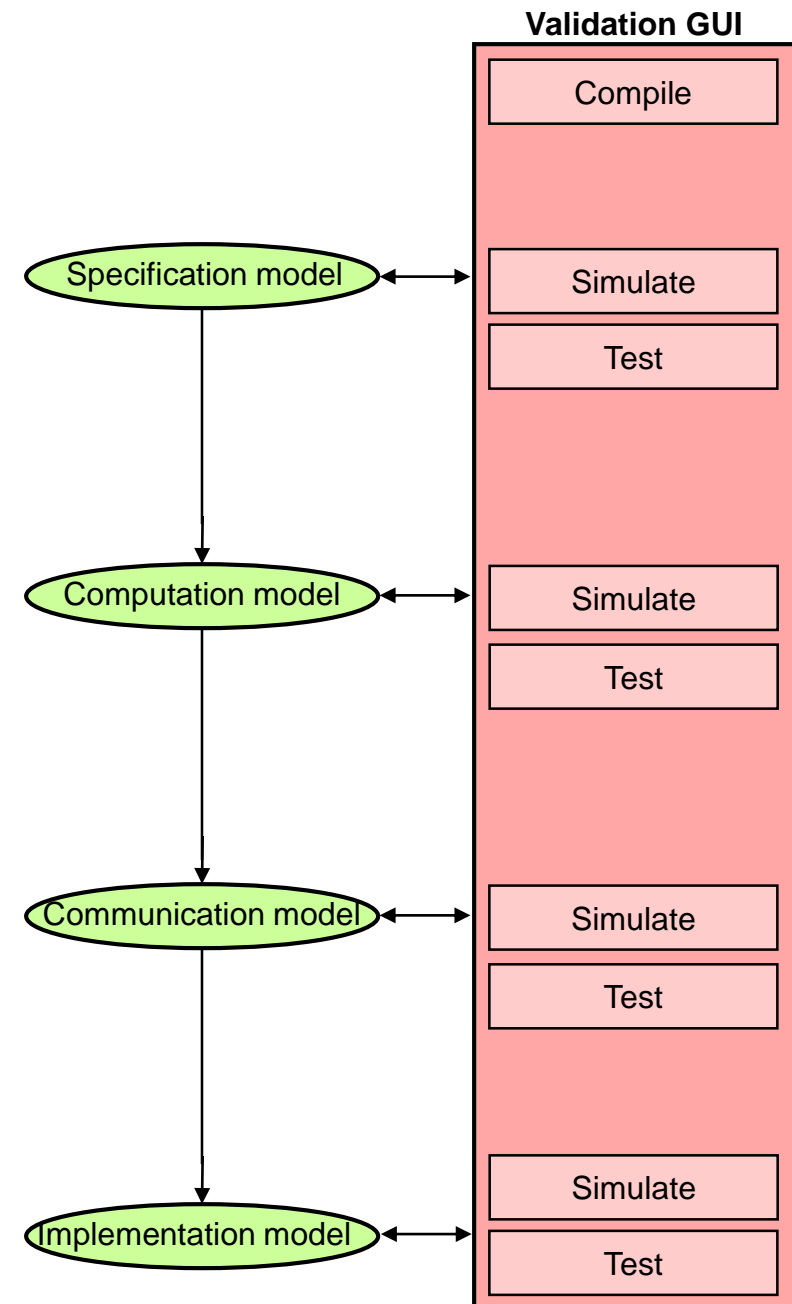 Validation GUI
Compile
Specification model
Simulate
Test
Computation model
Simulate
Test
Communication model
Simulate
Test
Simulate
Implementation model
Test